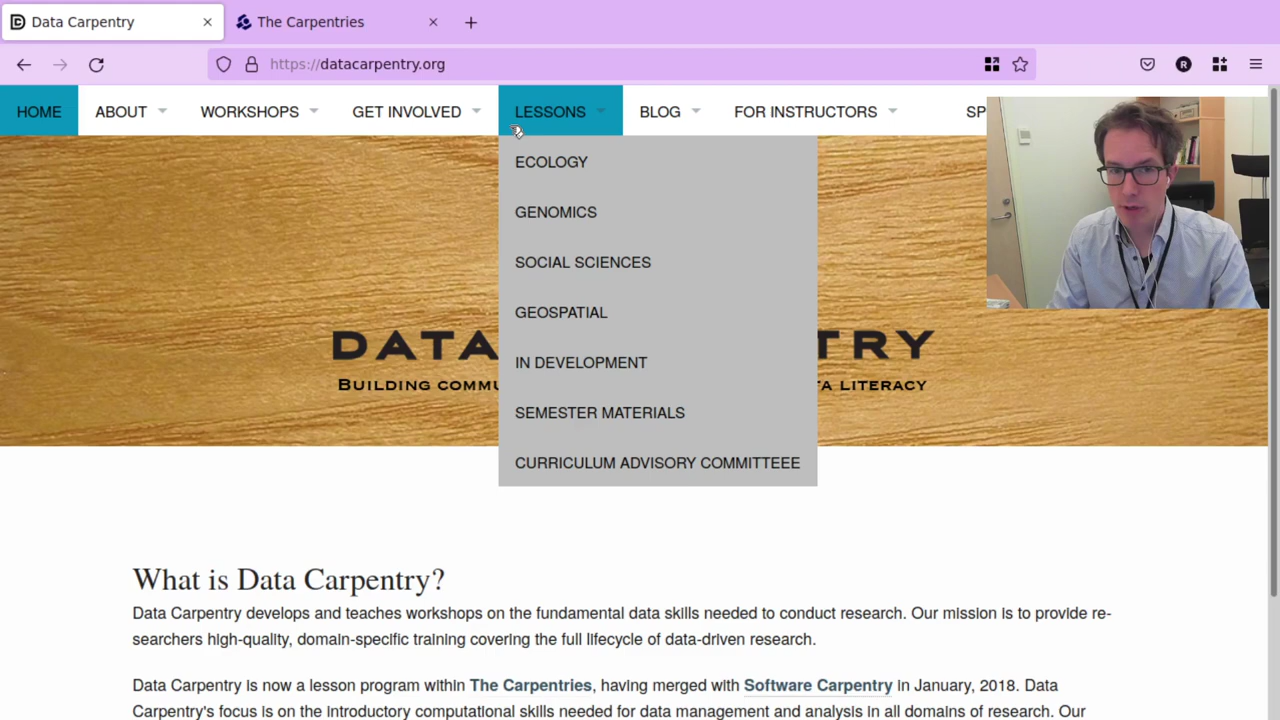 Data Carpentry
The Carpentries
https://datacarpentry.org
HOME ABOUT WORKSHOPS GET INVOLVED LESSONS BLOG FOR INSTRUCTORS SP
ECOLOGY
GENOMICS
SOCIAL SCIENCES
GEOSPATIAL
IN DEVELOPMENT
SEMESTER MATERIALS
CURRICULUM ADVISORY COMMITTEEE
DATA TRY
BUILDING COMMU TA LITERACY
What is Data Carpentry?
Data Carpentry develops and teaches workshops on the fundamental data skills needed to conduct research. Our mission is to provide re-
searchers high-quality, domain-specific training covering the full lifecycle of data-driven research.
Data Carpentry is now a lesson program within The Carpentries, having merged with Software Carpentry in January, 2018. Data
Carpentry's focus is on the introductory computational skills needed for data management and analysis in all domains of research. Our